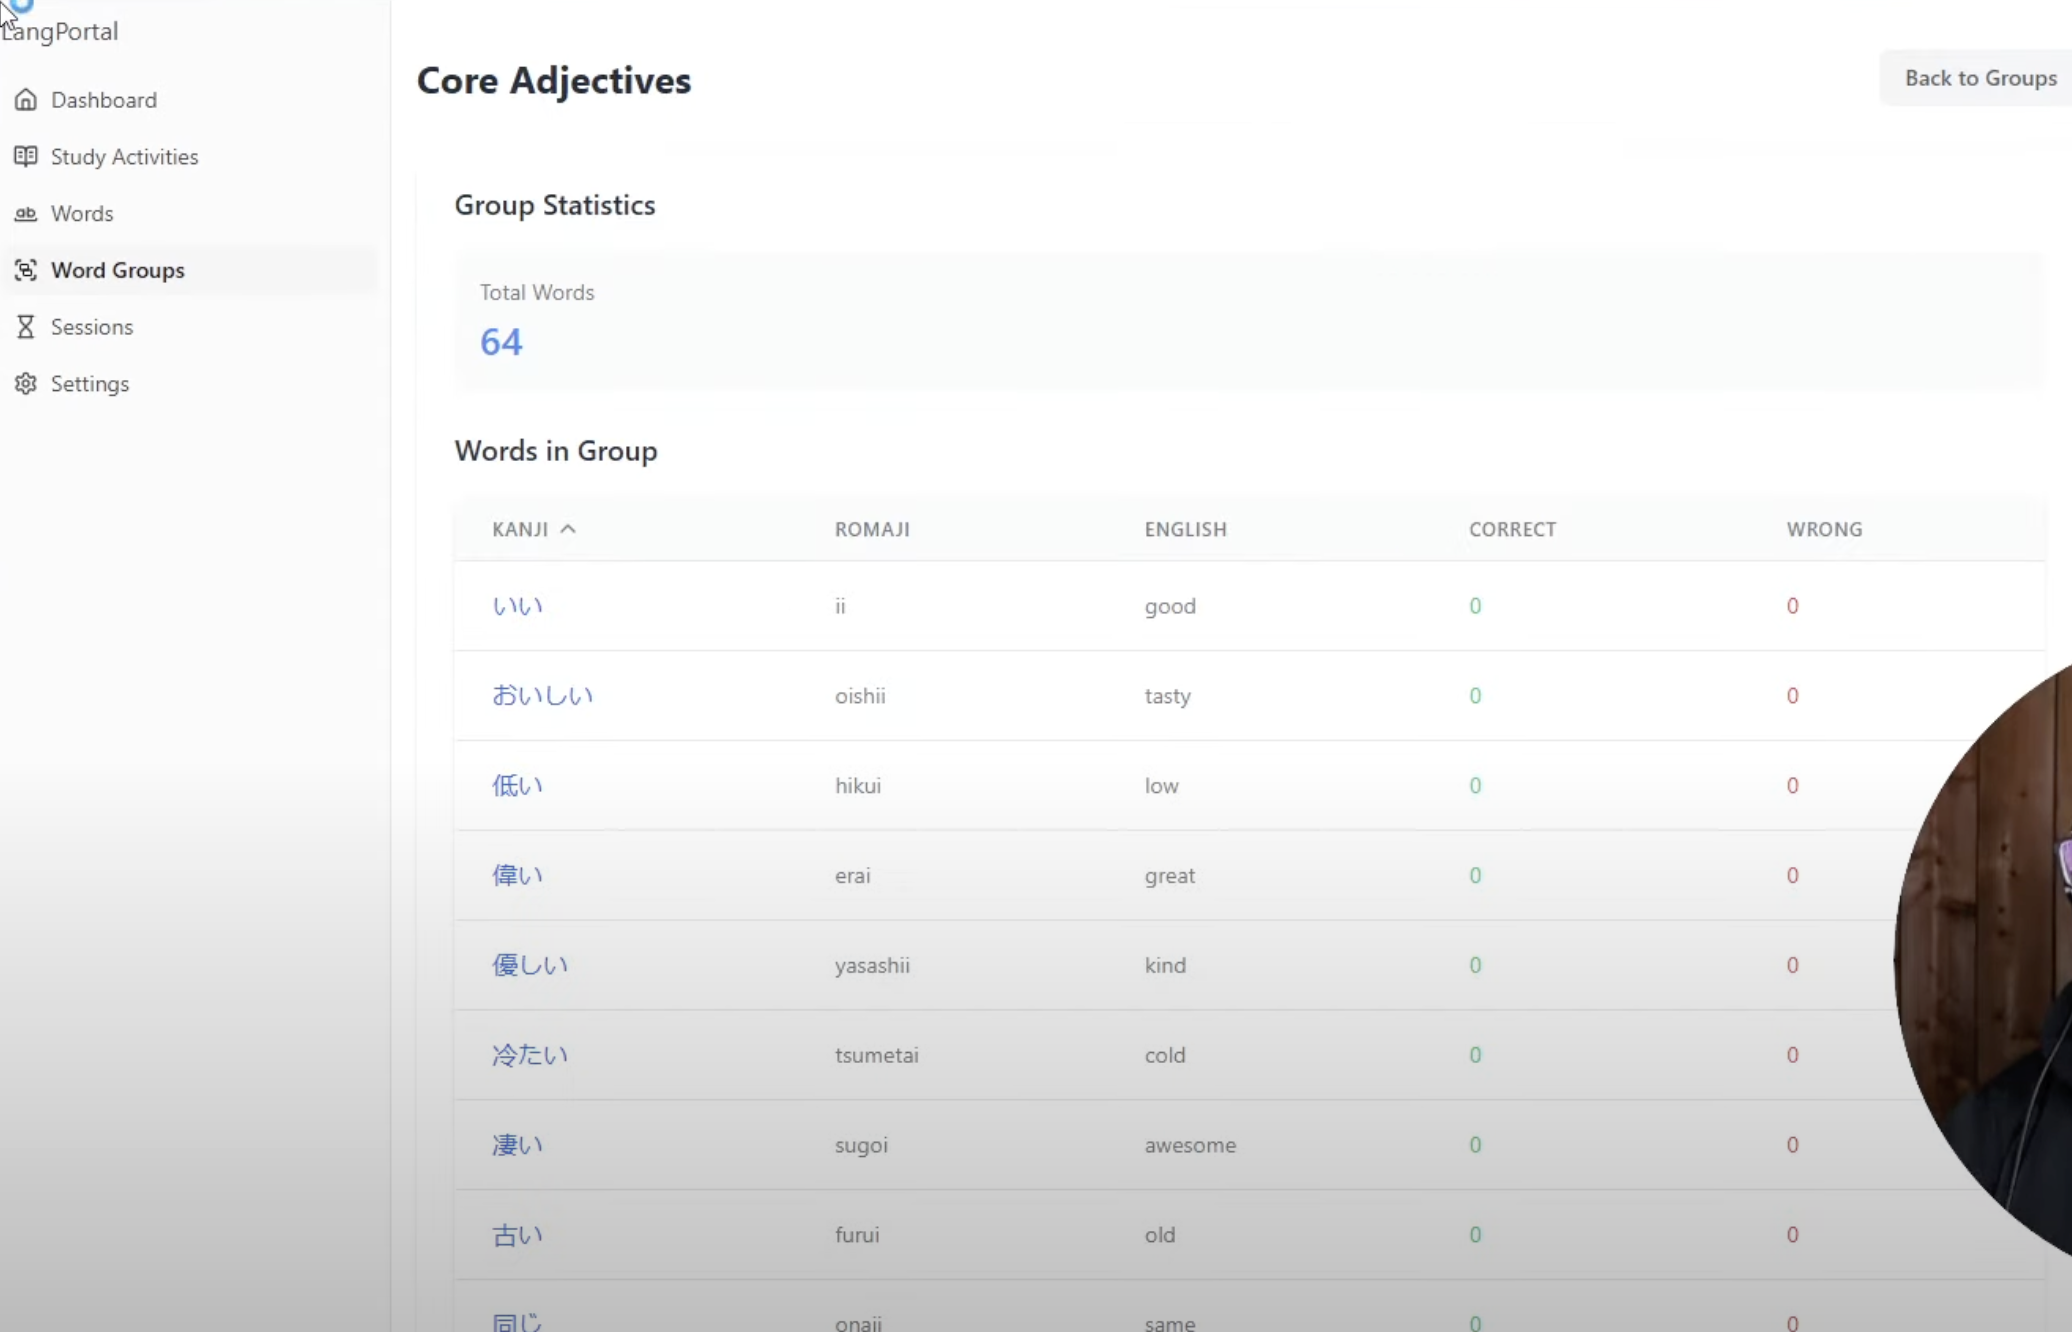 LangPortal
Dashboard
Study Activities
Words
Word Groups
Sessions
Settings
Core Adjectives
Back to Groups
Group Statistics
Total Words
64
Words in Group
KANJI ROMAJI ENGLISH CORRECT WRONG
いい ii good 0 0
おいしい oishii tasty 0 0
低い hikui low 0 0
偉い erai great 0 0
優しい yasashii kind 0 0
冷たい tsumetai cold 0 0
凄い sugoi awesome 0 0
古い furui old 0 0
同じ onaji same 0 0